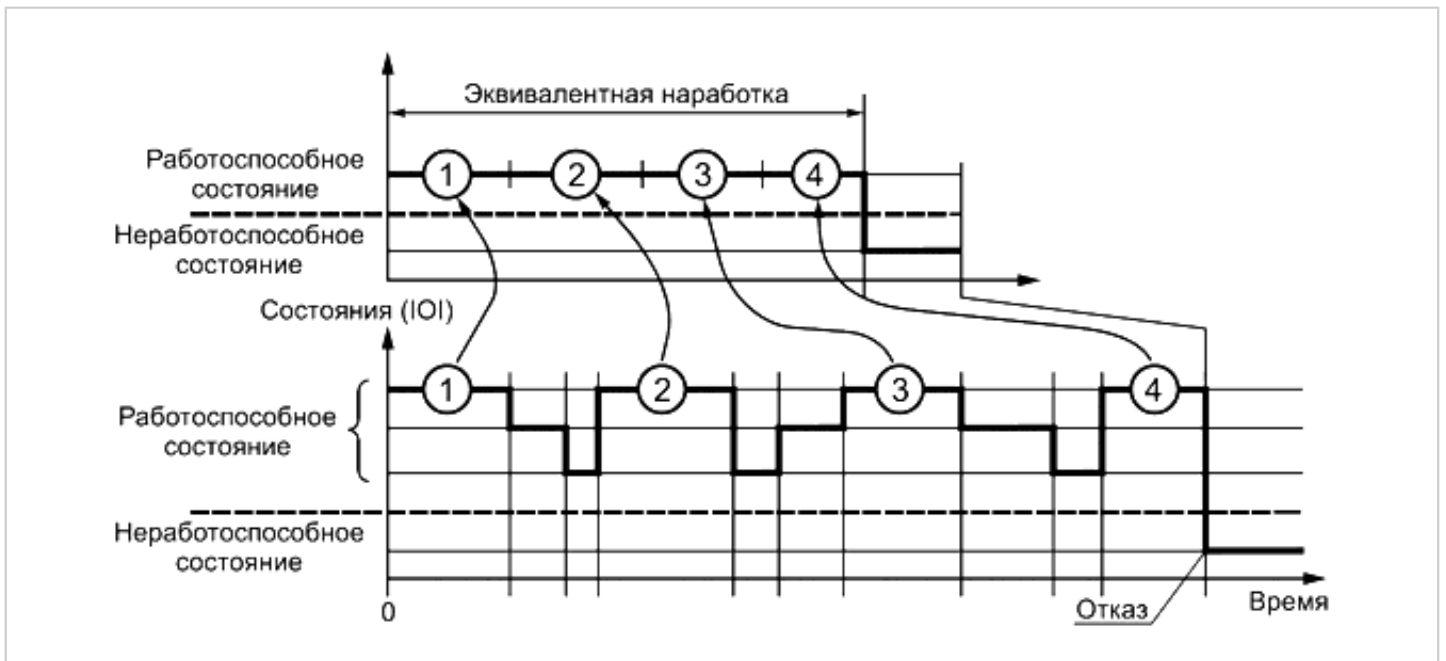 Эквивалентная наработка
Работоспособное
состояние
1 2 3 4
Неработоспособное
состояние
Состояния (IOI)
1 2 3 4
Работоспособное
состояние
Неработоспособное
состояние
0
Отказ
Время